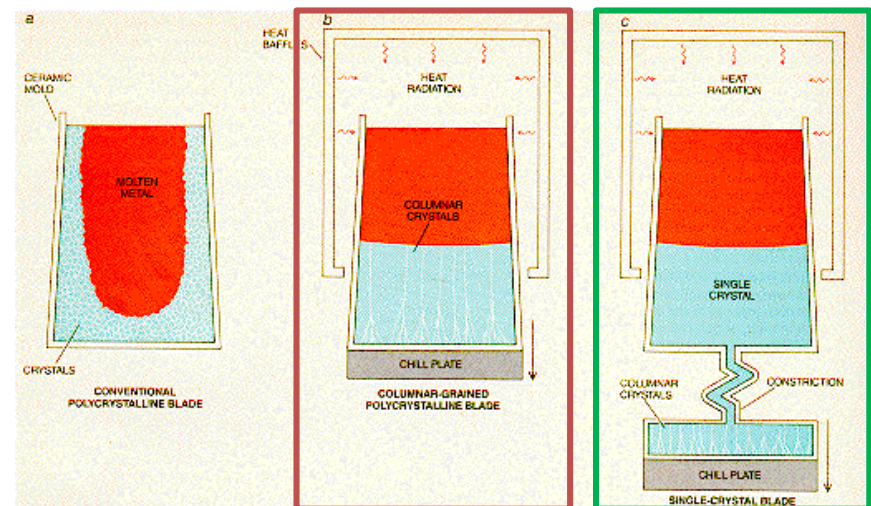 a
CERAMIC
MOLD
MOLTEN
METAL
CRYSTALS
CONVENTIONAL
POLYCRYSTALLINE BLADE
b
HEAT
BAFFLES
HEAT
RADIATION
COLUMNAR
CRYSTALS
CHILL PLATE
COLUMNAR-GRAINED
POLYCRYSTALLINE BLADE
c
HEAT
RADIATION
SINGLE
CRYSTAL
COLUMNAR
CRYSTALS
CONSTRICTION
CHILL PLATE
SINGLE-CRYSTAL BLADE